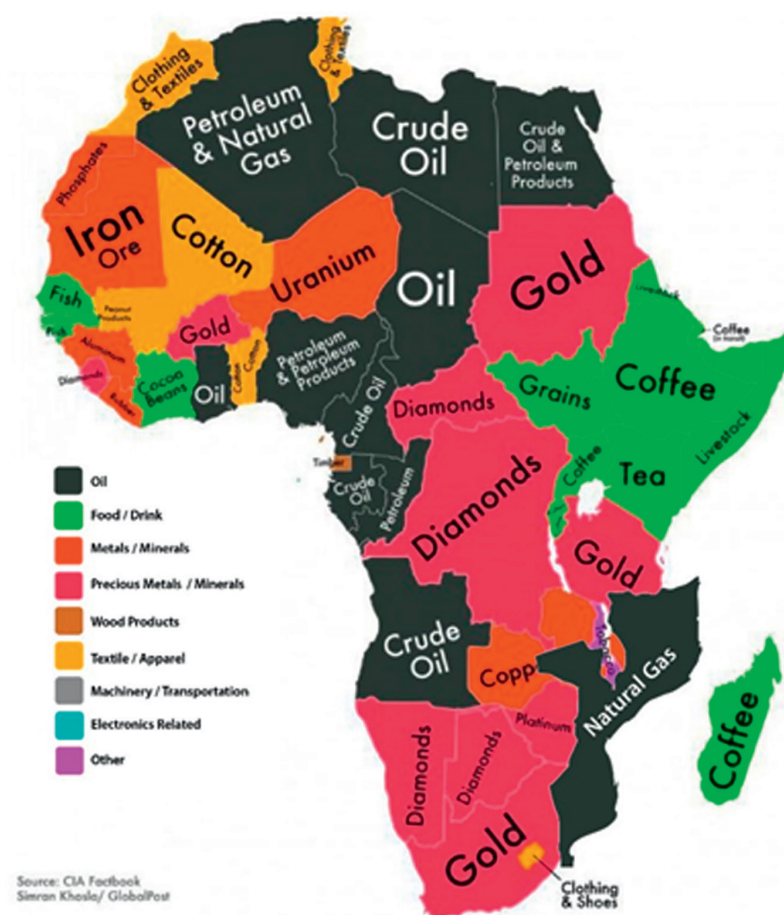 Clothing
& Textiles
Clothing
& Textiles
Petroleum
& Natural
Gas
Crude
Oil
Crude
Oil &
Petroleum
Products
Phosphates
Iron
Ore
Cotton
Uranium
Oil
Gold
Livestock
Coffee
(in transit)
Fish
Fish
Peanut
Products
Gold
Aluminum
Diamonds
Rubber
Cocoa
Beans
Oil
Cotton
Cotton
Petroleum
& Petroleum
Products
Crude Oil
Diamonds
Grains
Coffee
Livestock
Timber
Crude
Oil
Petroleum
Diamonds
Coffee
Tea
Gold
Crude
Oil
Copp
Tobacco
Natural Gas
Diamonds
Diamonds
Platinum
Gold
Coffee
Clothing
& Shoes
Oil
Food / Drink
Metals / Minerals
Precious Metals / Minerals
Wood Products
Textile / Apparel
Machinery / Transportation
Electronics Related
Other
Source: CIA Factbook
Simran Khosla/ GlobalPost